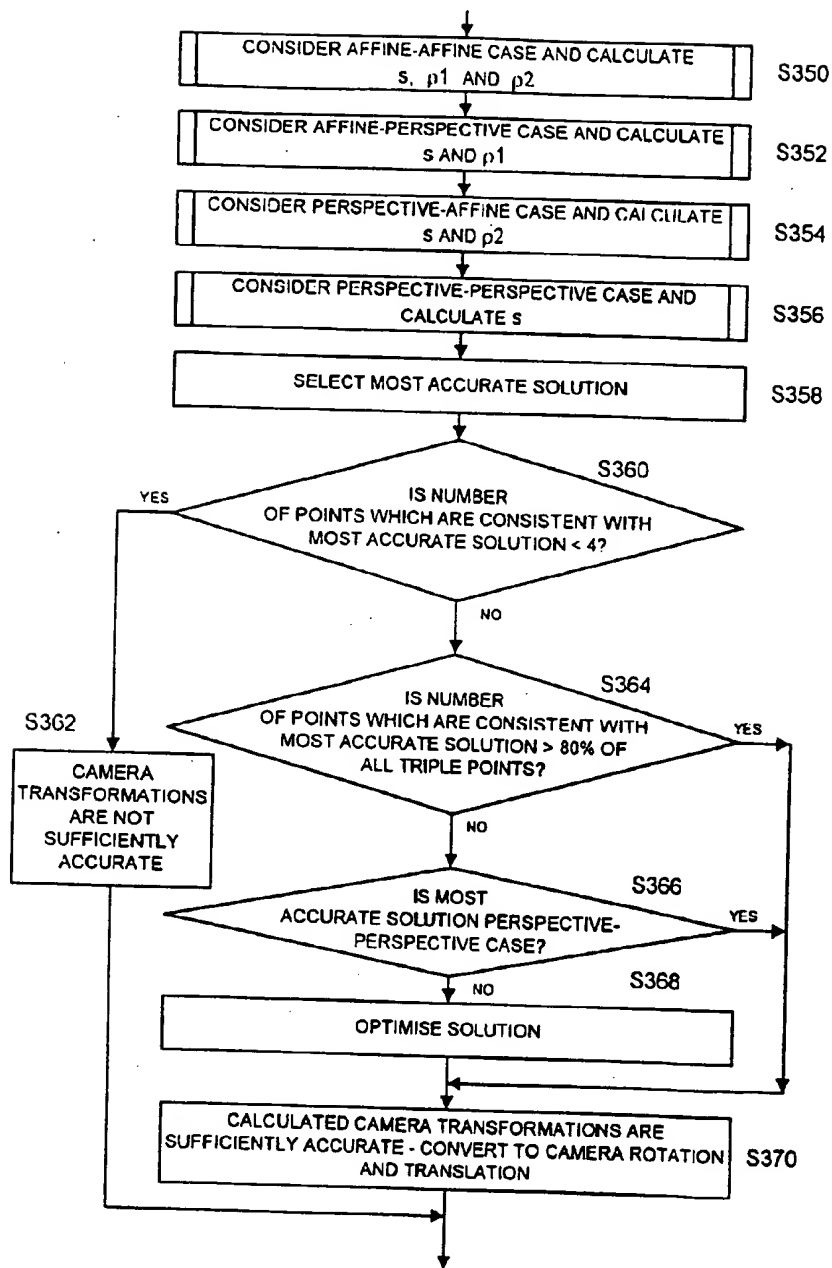 CONSIDER AFFINE-AFFINE CASE AND CALCULATE
s, ρ1 AND ρ2
S350
CONSIDER AFFINE-PERSPECTIVE CASE AND CALCULATE
s AND ρ1
S352
CONSIDER PERSPECTIVE-AFFINE CASE AND CALCULATE
s AND ρ2
S354
CONSIDER PERSPECTIVE-PERSPECTIVE CASE AND
CALCULATE s
S356
SELECT MOST ACCURATE SOLUTION
S358
S360
YES
IS NUMBER
OF POINTS WHICH ARE CONSISTENT WITH
MOST ACCURATE SOLUTION < 4?
NO
S364
IS NUMBER
OF POINTS WHICH ARE CONSISTENT WITH
MOST ACCURATE SOLUTION > 80% OF
ALL TRIPLE POINTS?
YES
S362
CAMERA
TRANSFORMATIONS
ARE NOT
SUFFICIENTLY
ACCURATE
NO
S366
IS MOST
ACCURATE SOLUTION PERSPECTIVE-
PERSPECTIVE CASE?
YES
NO
S368
OPTIMISE SOLUTION
CALCULATED CAMERA TRANSFORMATIONS ARE
SUFFICIENTLY ACCURATE - CONVERT TO CAMERA ROTATION
AND TRANSLATION
S370